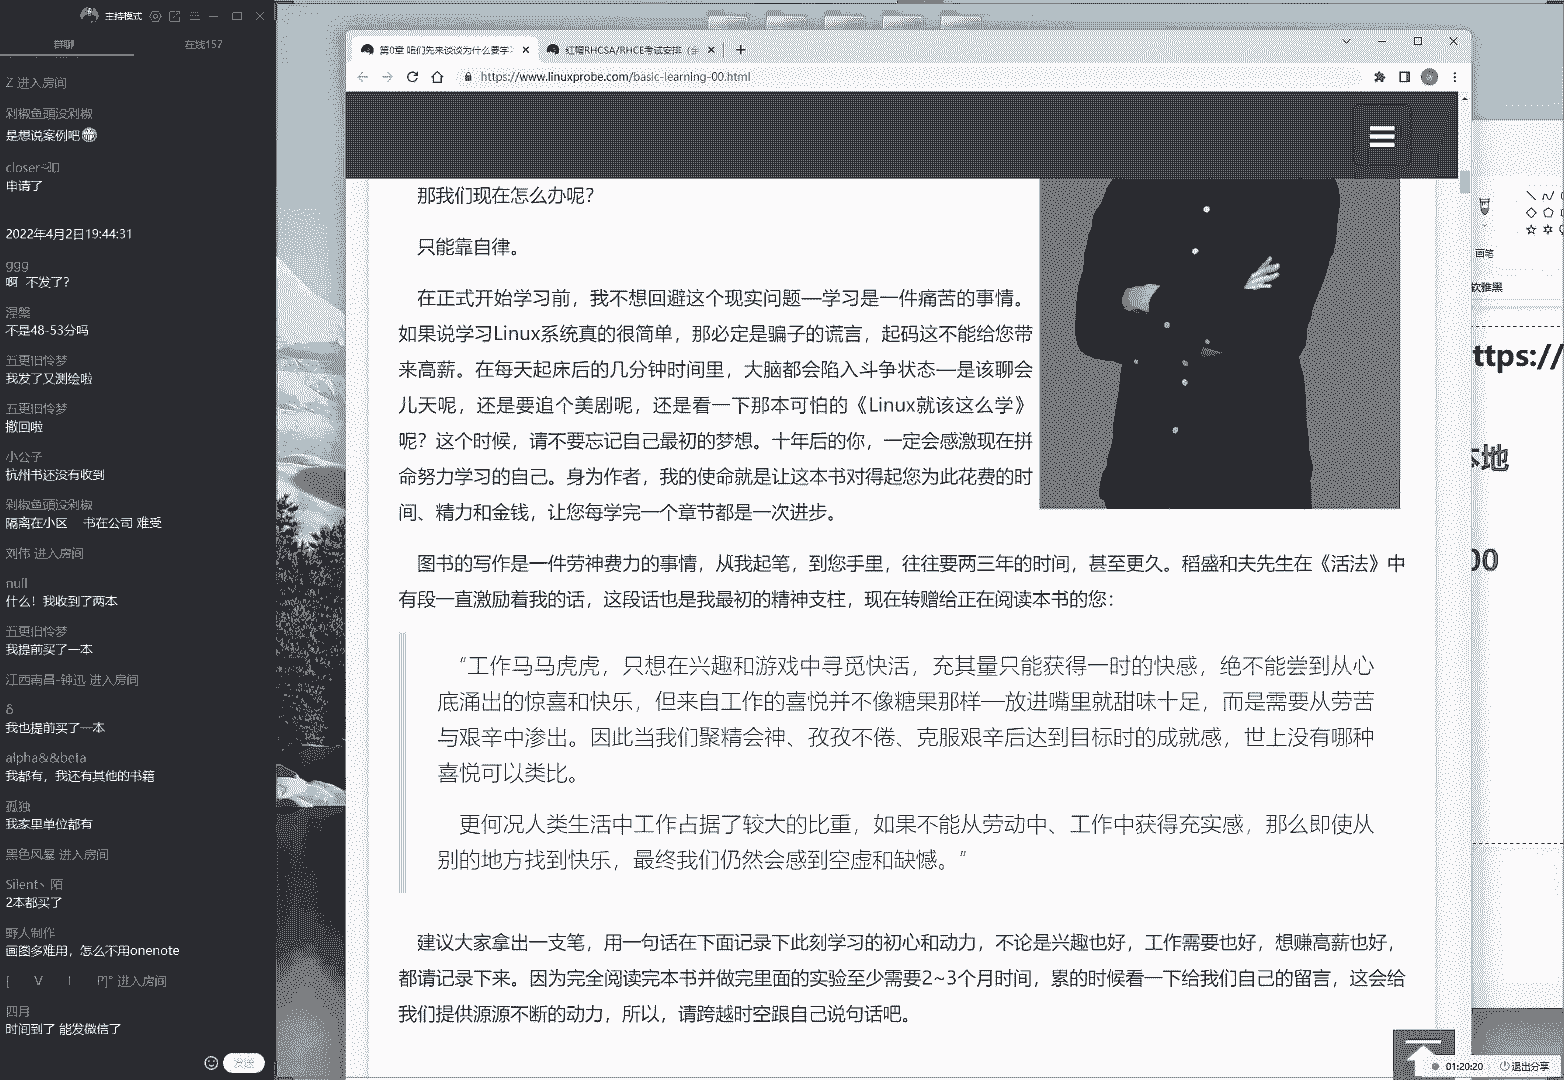 主持模式
群聊
在线157
Z 进入房间
剁椒鱼頭没剁椒
是想说案例吧
申请了
2022年4月2日19:44:31
ggg
啊 不发了?
涅槃
不是48-53分吗
五更旧怜梦
我发了又测绘啦
五更旧怜梦
撤回啦
小公子
杭州书还没有收到
剁椒鱼頭没剁椒
隔离在小区 书在公司 难受
刘伟 进入房间
null
什么！我收到了两本
五更旧怜梦
我提前买了一本
江西南昌-钟迅 进入房间
δ
我也提前买了一本
alpha&&beta
我都有，我还有其他的书籍
孤独
我家里单位都有
黑色风暴 进入房间
Silent丶陌
2本都买了
野人制作
画图多难用，怎么不用onenote
进入房间
四月
时间到了 能发微信了
发送
第0章 咱们先来谈谈为什么要学
红帽RHCSA/RHCE考试安排
https://www.linuxprobe.com/basic-learning-00.html
那我们现在怎么办呢？
只能靠自律。
在正式开始学习前，我不想回避这个现实问题—学习是一件痛苦的事情。
如果说学习Linux系统真的很简单，那必定是骗子的谎言，起码这不能给您带
来高薪。在每天起床后的几分钟时间里，大脑都会陷入斗争状态—是该聊会
儿天呢，还是要追个美剧呢，还是看一下那本可怕的《Linux就该这么学》
呢？这个时候，请不要忘记自己最初的梦想。十年后的你，一定会感激现在拼
命努力学习的自己。身为作者，我的使命就是让这本书对得起您为此花费的时
间、精力和金钱，让您每学完一个章节都是一次进步。
图书的写作是一件劳神费力的事情，从我起笔，到您手里，往往要两三年的时间，甚至更久。稻盛和夫先生在《活法》中
有段一直激励着我的话，这段话也是我最初的精神支柱，现在转赠给正在阅读本书的您：
“工作马马虎虎，只想在兴趣和游戏中寻觅快活，充其量只能获得一时的快感，绝不能尝到从心
底涌出的惊喜和快乐，但来自工作的喜悦并不像糖果那样—放进嘴里就甜味十足，而是需要从劳苦
与艰辛中渗出。因此当我们聚精会神、孜孜不倦、克服艰辛后达到目标时的成就感，世上没有哪种
喜悦可以类比。
更何况人类生活中工作占据了较大的比重，如果不能从劳动中、工作中获得充实感，那么即使从
别的地方找到快乐，最终我们仍然会感到空虚和缺憾。”
建议大家拿出一支笔，用一句话在下面记录下此刻学习的初心和动力，不论是兴趣也好，工作需要也好，想赚高薪也好，
都请记录下来。因为完全阅读完本书并做完里面的实验至少需要2~3个月时间，累的时候看一下给我们自己的留言，这会给
我们提供源源不断的动力，所以，请跨越时空跟自己说句话吧。
画笔
软雅黑
ttps://
本地
00
01:20:20
退出分享